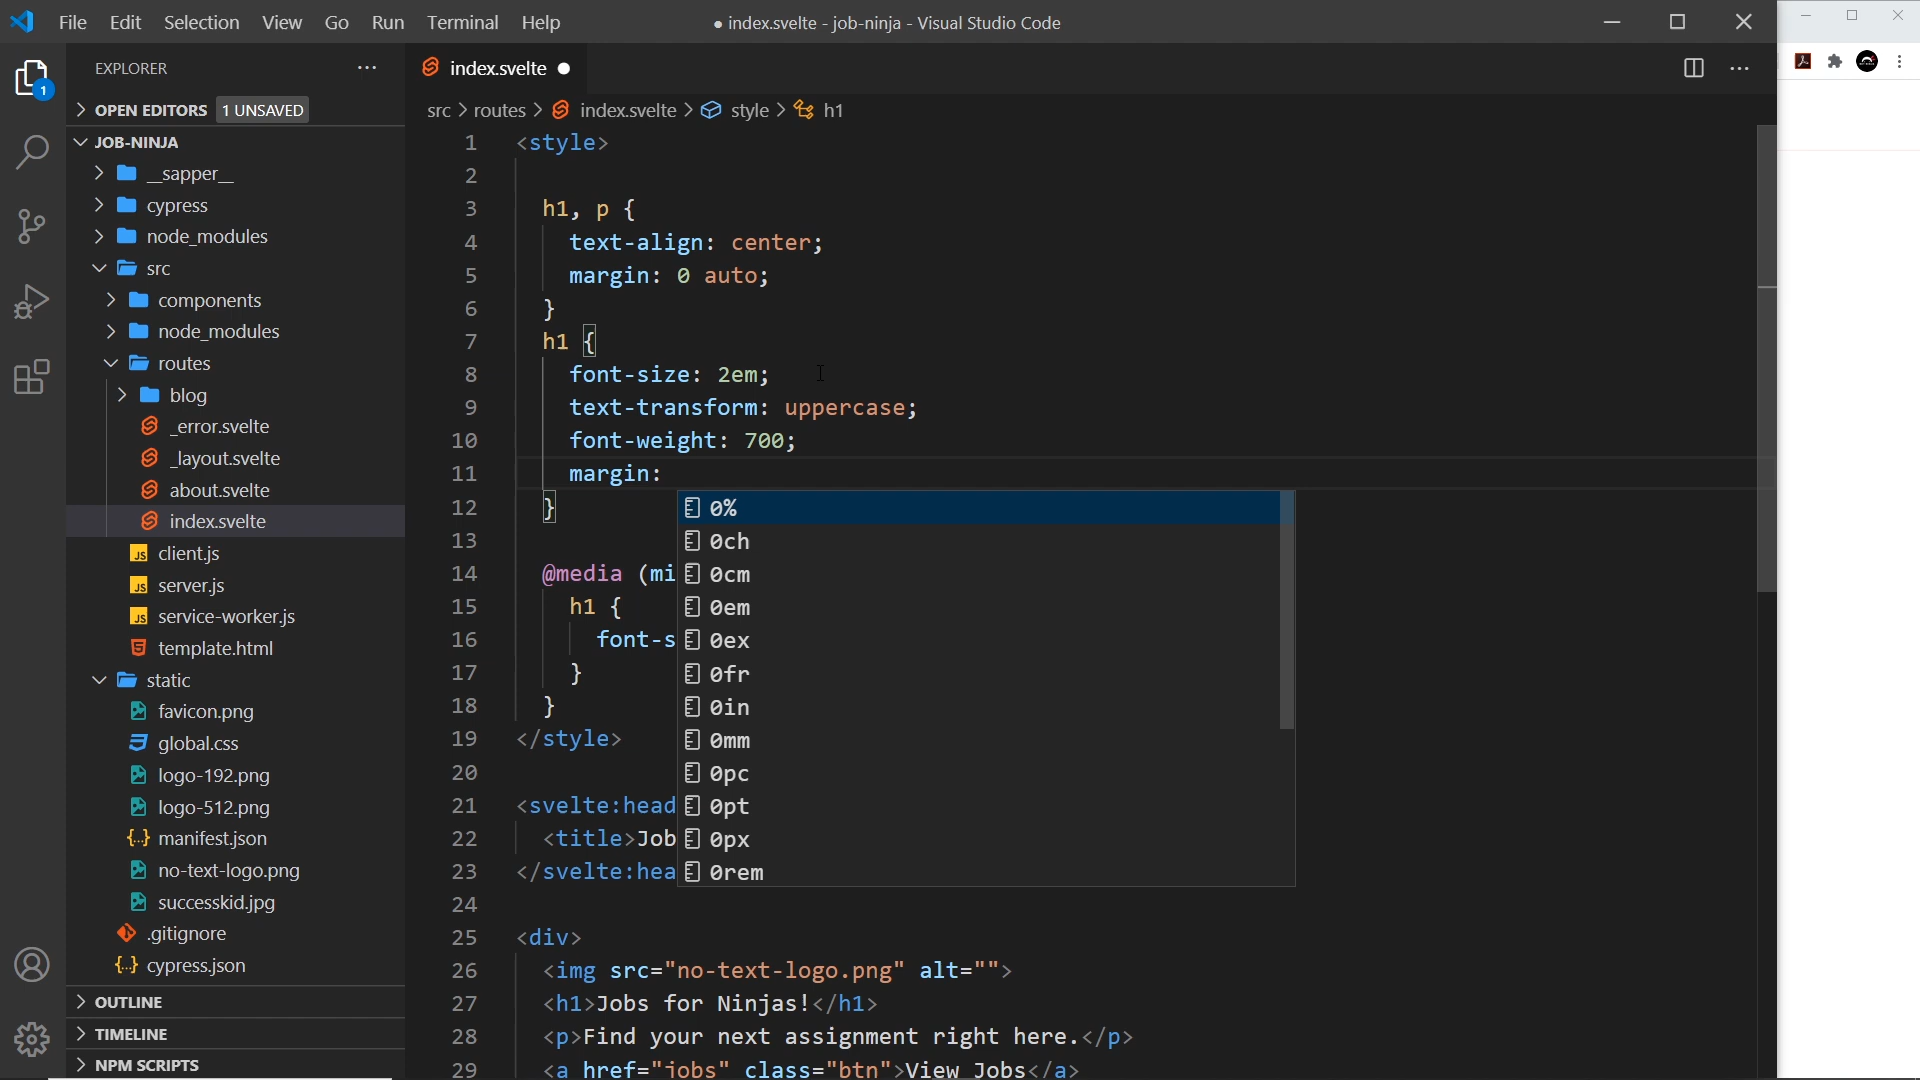 File Edit Selection View Go Run Terminal Help
● index.svelte - job-ninja - Visual Studio Code
EXPLORER
1
OPEN EDITORS 1 UNSAVED
JOB-NINJA
__sapper__
cypress
node_modules
src
components
node_modules
routes
blog
_error.svelte
_layout.svelte
about.svelte
index.svelte
JS client.js
JS server.js
JS service-worker.js
template.html
static
favicon.png
global.css
logo-192.png
logo-512.png
manifest.json
no-text-logo.png
successkid.jpg
.gitignore
cypress.json
OUTLINE
TIMELINE
NPM SCRIPTS
index.svelte ●
src > routes > index.svelte > style > h1
1 <style>
2
3 h1, p {
4 text-align: center;
5 margin: 0 auto;
6 }
7 h1 {
8 font-size: 2em;
9 text-transform: uppercase;
10 font-weight: 700;
11 margin:
12 }
13
14 @media (mi
15 h1 {
16 font-s
17 }
18 }
19 </style>
20
21 <svelte:head
22 <title>Job
23 </svelte:hea
24
25 <div>
26 <img src="no-text-logo.png" alt="">
27 <h1>Jobs for Ninjas!</h1>
28 <p>Find your next assignment right here.</p>
29 <a href="jobs" class="btn">View Jobs</a>
0%
0ch
0cm
0em
0ex
0fr
0in
0mm
0pc
0pt
0px
0rem